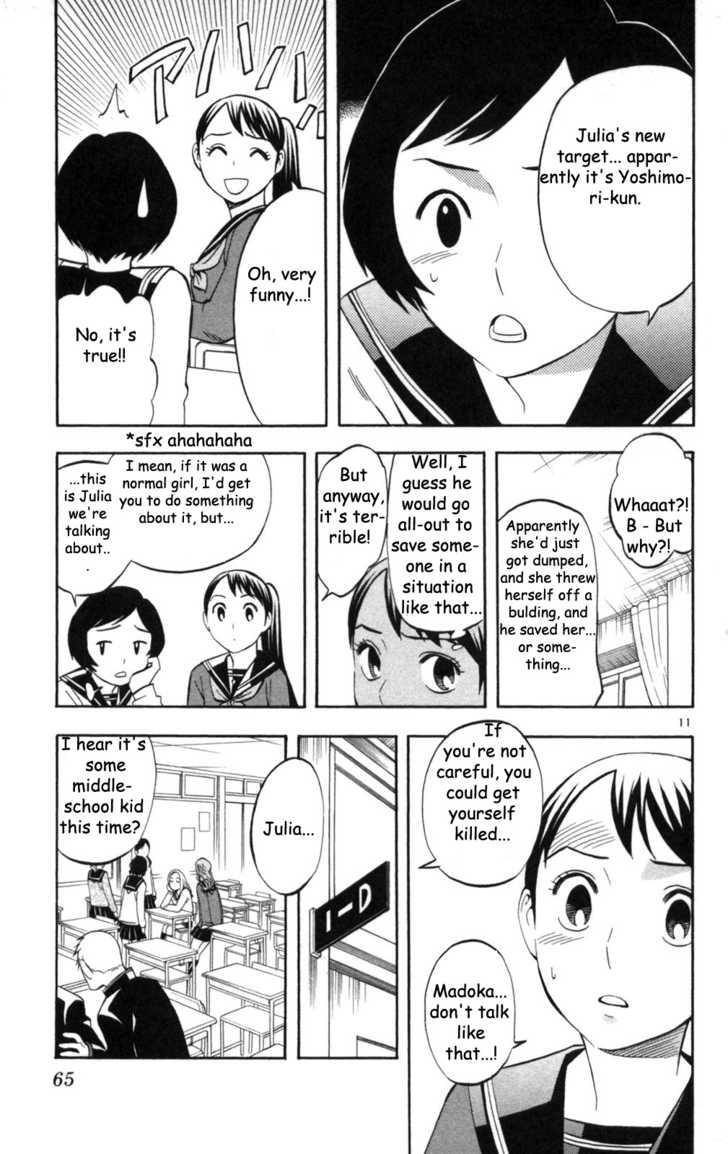 Julia's new
target... appar-
ently it's Yoshimo-
ri-kun.
アハハハ
Oh, very
funny...!
No, it's
true!!
*sfx ahahahaha
Whaaat?!
B - But
why?!
Apparently
she'd just
got dumped,
and she threw
herself off a
bulding, and
he saved her...
or some-
thing...
Well, I
guess he
would go
all-out to
save some-
one in a
situation
like that...
But
anyway,
it's ter-
rible!
I mean, if it was a
normal girl, I'd get
you to do something
about it, but...
...this
is Julia
we're
talking
about..
.
11
If
you're not
careful, you
could get
yourself
killed...
Madoka...
don't talk
like
that...!
Julia...
1-D
I hear it's
some
middle-
school kid
this time?
65